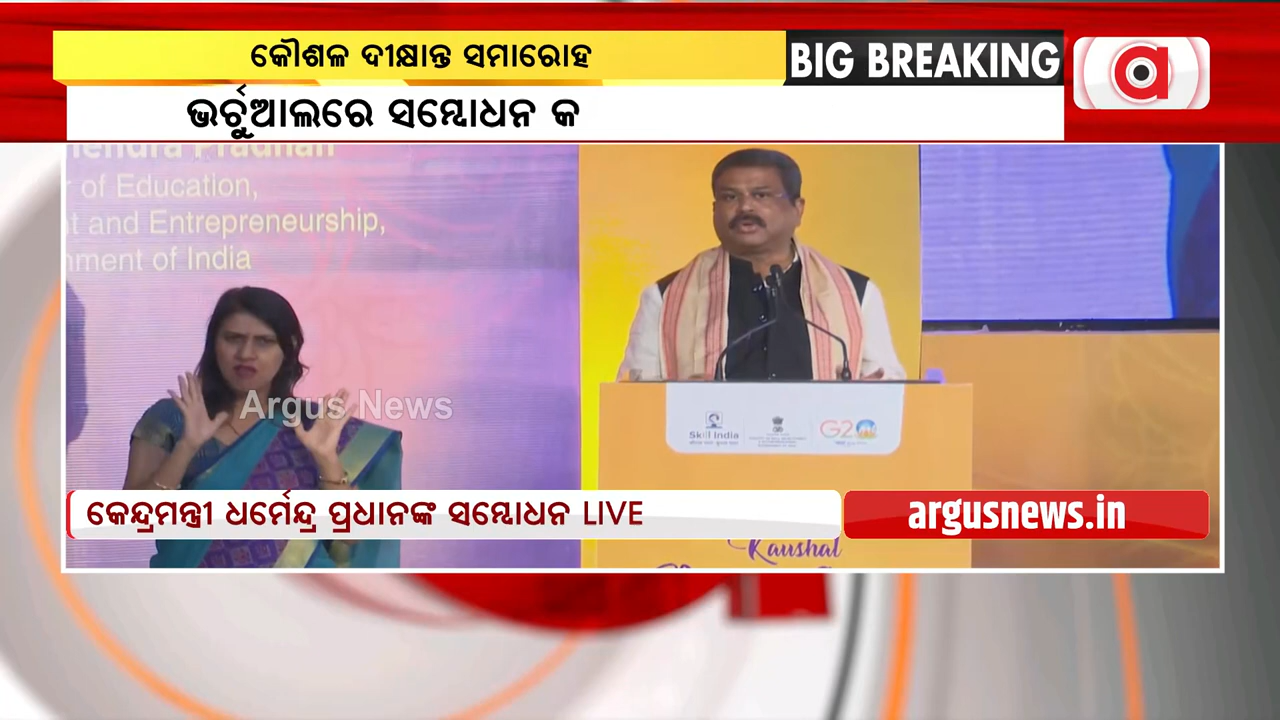 କୌଶଳ ଦୀକ୍ଷାନ୍ତ ସମାରୋହ
BIG BREAKING
ଭର୍ଚୁଆଲରେ ସମ୍ବୋଧନ କ
Pradhan
of Education,
and Entrepreneurship,
of India
Argus News
Skill India
G20
କେନ୍ଦ୍ରମନ୍ତ୍ରୀ ଧର୍ମେନ୍ଦ୍ର ପ୍ରଧାନଙ୍କ ସମ୍ବୋଧନ LIVE
argusnews.in
Kaushal